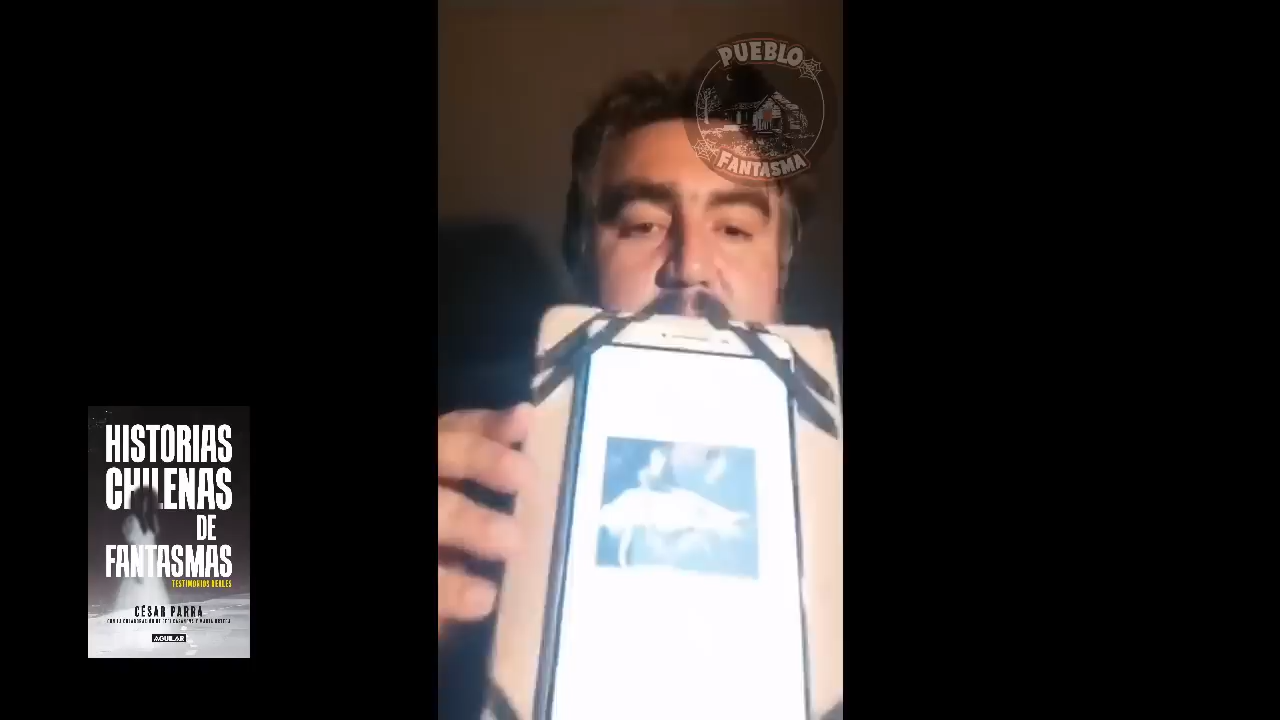 PUEBLO
FANTASMA
HISTORIAS
CHILENAS
DE
FANTASMAS
TESTIMONIOS REALES
CÉSAR PARRA
AGUILAR